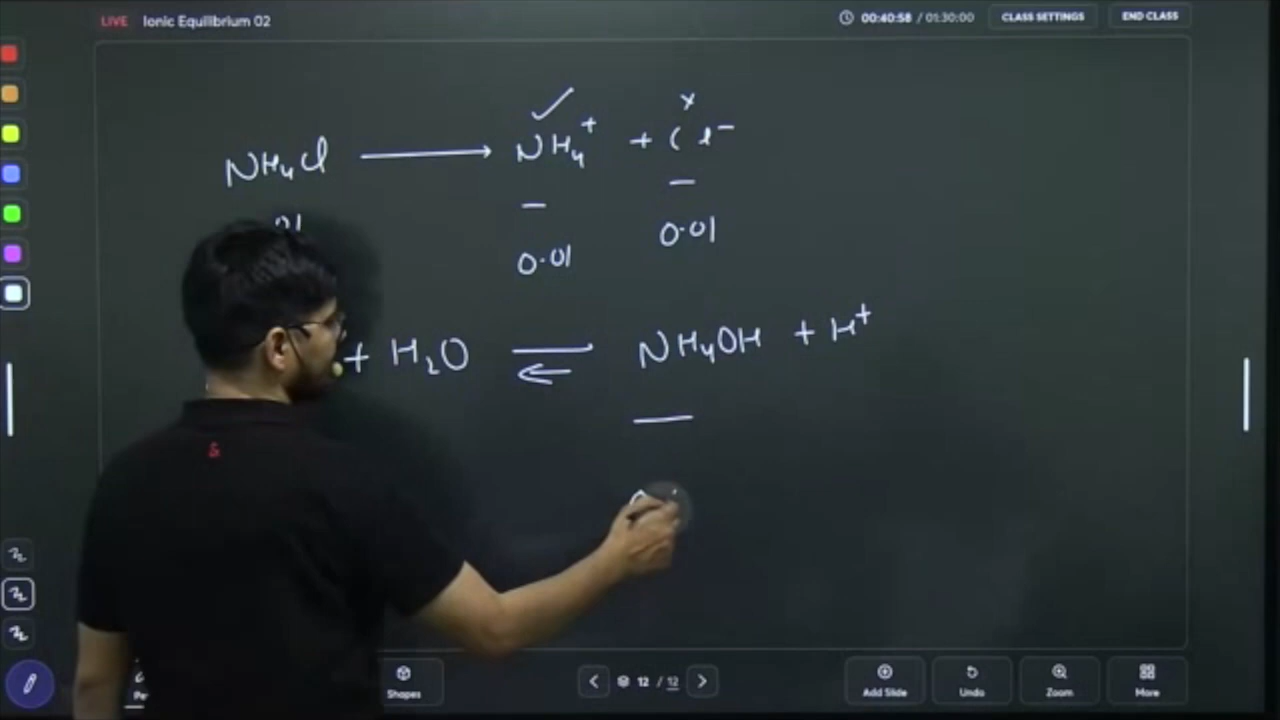 LIVE Ionic Equilibrium 02 00:40:58 / 01:30:00 CLASS SETTINGS END CLASS
NH₄Cl ⟶ NH₄⁺ + Cl⁻
0.01 0.01
+ H₂O ⇌ NH₄OH + H⁺
Shapes 12 / 12 Add Slide Undo Zoom More